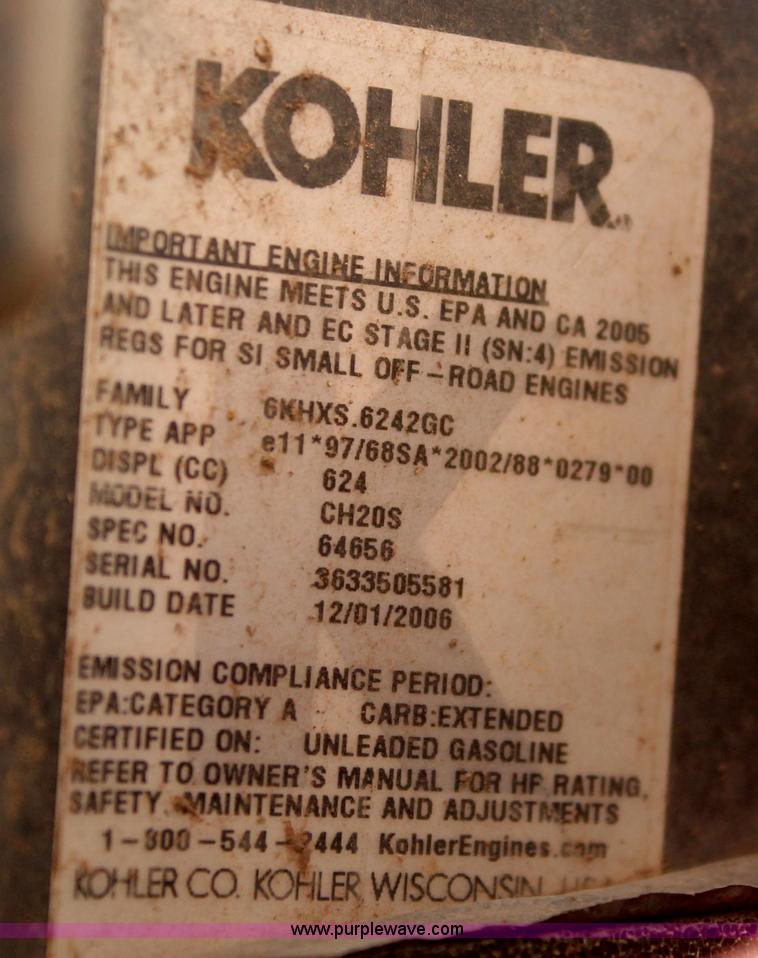 KOHLER
IMPORTANT ENGINE INFORMATION
THIS ENGINE MEETS U.S. EPA AND CA 2005
AND LATER AND EC STAGE II (SN:4) EMISSION
REGS FOR SI SMALL OFF-ROAD ENGINES
FAMILY 6KHXS.6242GC
TYPE APP e11*97/68SA*2002/88*0279*00
DISPL (CC) 624
MODEL NO. CH20S
SPEC NO. 64656
SERIAL NO. 3633505581
BUILD DATE 12/01/2006
EMISSION COMPLIANCE PERIOD:
EPA:CATEGORY A CARB:EXTENDED
CERTIFIED ON: UNLEADED GASOLINE
REFER TO OWNER'S MANUAL FOR HP RATING,
SAFETY, MAINTENANCE AND ADJUSTMENTS
1-800-544-2444 KohlerEngines.com
KOHLER CO. KOHLER, WISCONSIN
www.purplewave.com